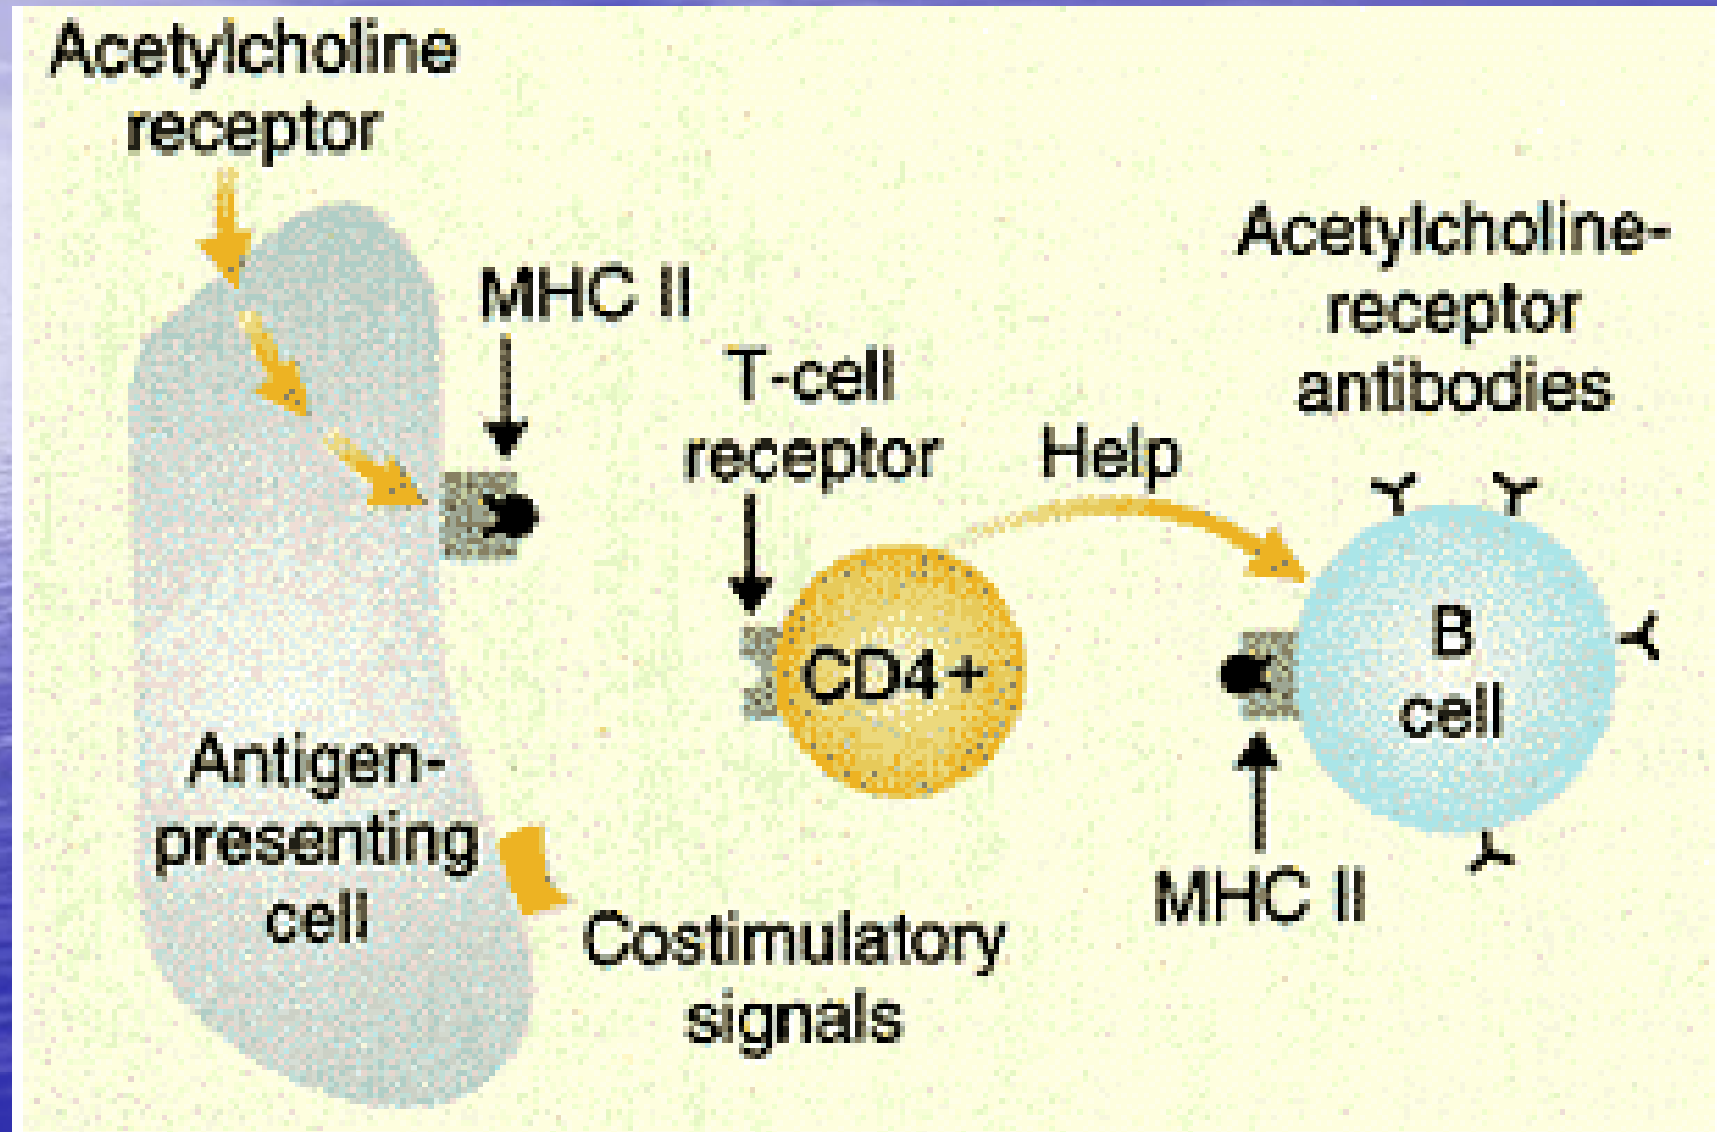 Acetylcholine
receptor
MHC II
T-cell
receptor
Help
Acetylcholine-
receptor
antibodies
CD4+
B
cell
MHC II
Antigen-
presenting
cell
Costimulatory
signals